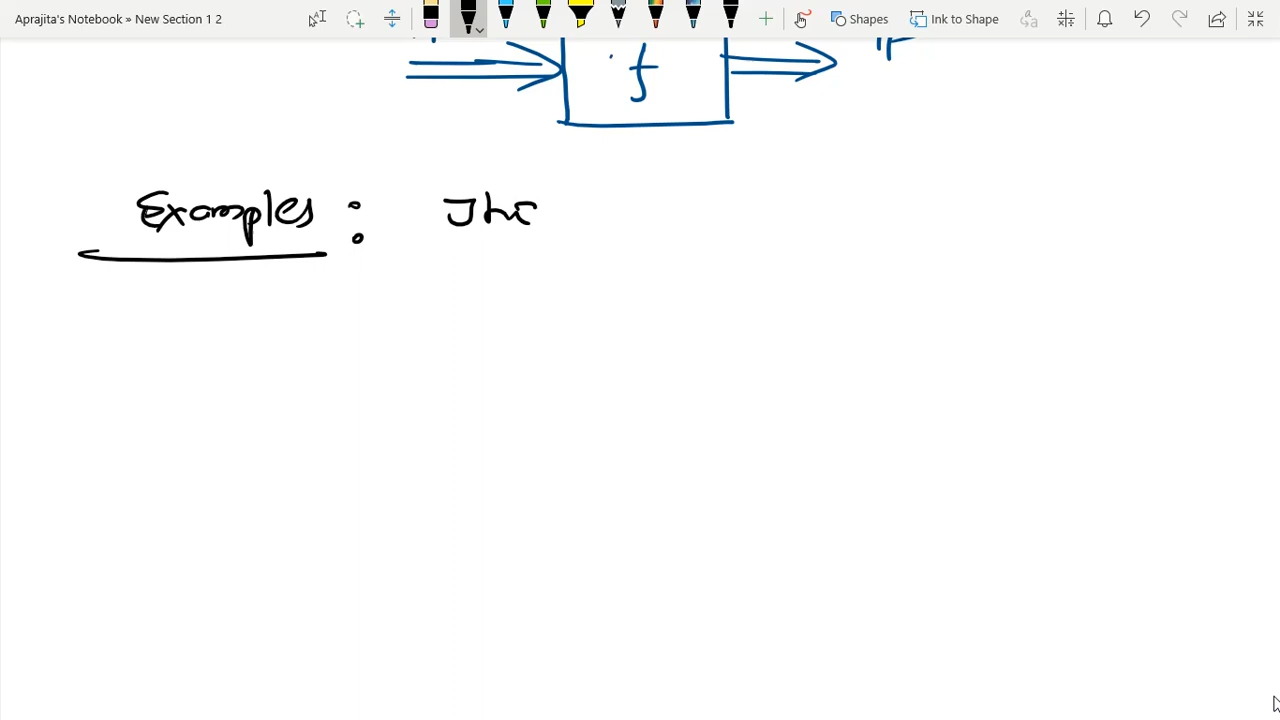 Aprajita's Notebook » New Section 1 2
Shapes
Ink to Shape
f
Examples :